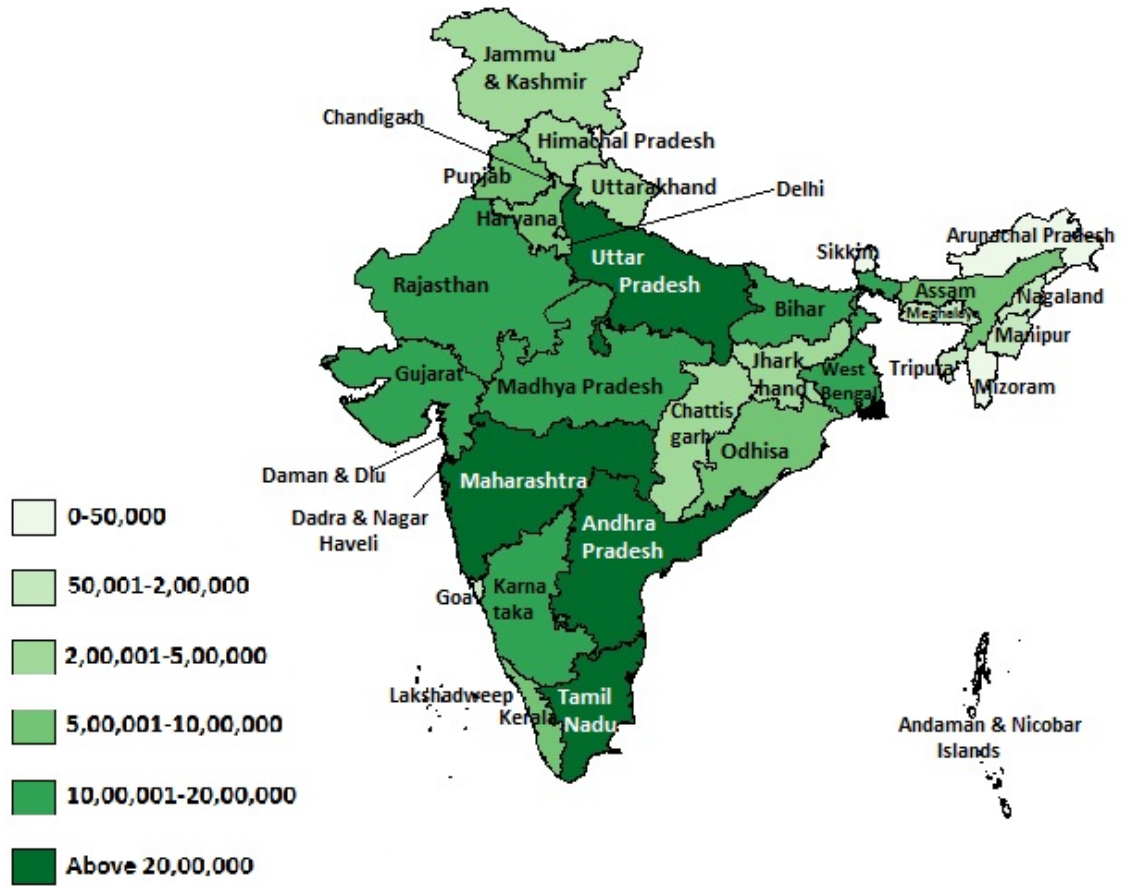 Jammu
& Kashmir
Chandigarh
Himachal Pradesh
Punjab
Uttarakhand
Delhi
Haryana
Arunachal Pradesh
Sikkim
Uttar
Pradesh
Rajasthan
Assam
Nagaland
Bihar
Meghalaya
Manipur
Jhark
hand
Tripura
Gujarat
Madhya Pradesh
West
Bengal
Mizoram
Chattis
garh
Odhisa
Daman & Dlu
Maharashtra
Dadra & Nagar
Haveli
Andhra
Pradesh
Goa
Karna
taka
Lakshadweep
Kerala
Tamil
Nadu
Andaman & Nicobar
Islands
0-50,000
50,001-2,00,000
2,00,001-5,00,000
5,00,001-10,00,000
10,00,001-20,00,000
Above 20,00,000